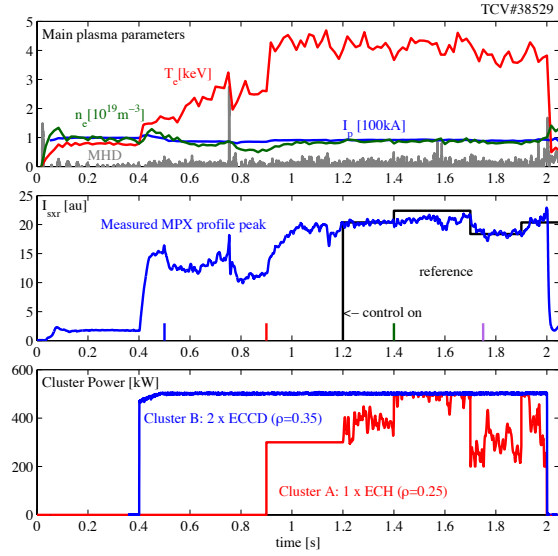 TCV#38529
Main plasma parameters
T_e[keV]
n_e [10^19 m^-3]
I_p [100kA]
MHD
5
4
3
2
1
0
0 0.2 0.4 0.6 0.8 1 1.2 1.4 1.6 1.8 2
I_sxr [au]
Measured MPX profile peak
reference
<- control on
25
20
15
10
5
0
0 0.2 0.4 0.6 0.8 1 1.2 1.4 1.6 1.8 2
Cluster Power [kW]
Cluster B: 2 x ECCD (ρ=0.35)
Cluster A: 1 x ECH (ρ=0.25)
600
400
200
0
0 0.2 0.4 0.6 0.8 1 1.2 1.4 1.6 1.8 2
time [s]